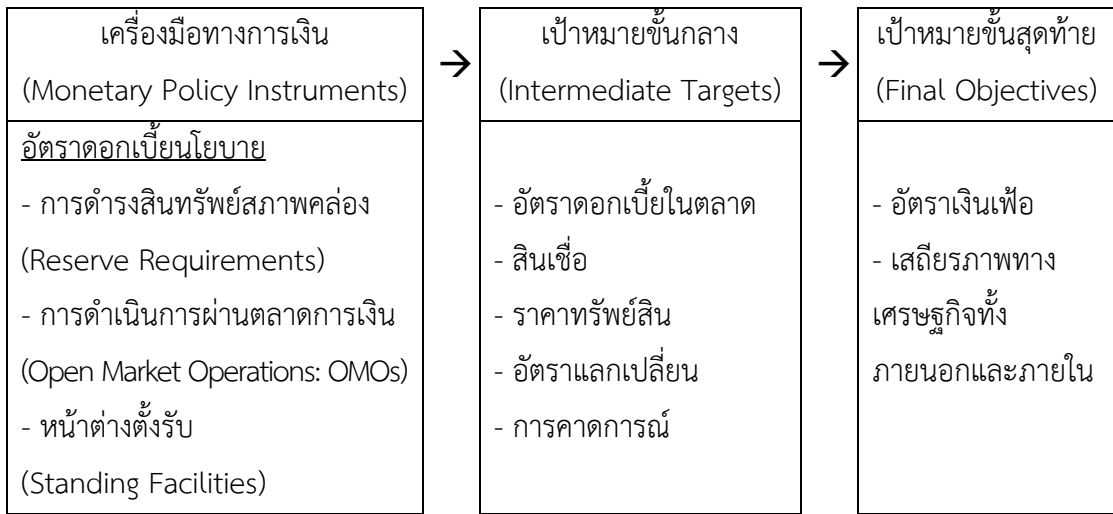 เครื่องมือทางการเงิน
(Monetary Policy Instruments)
อัตราดอกเบี้ยนโยบาย
- การดำรงสินทรัพย์สภาพคล่อง
(Reserve Requirements)
- การดำเนินการผ่านตลาดการเงิน
(Open Market Operations: OMOs)
- หน้าต่างตั้งรับ
(Standing Facilities)
→
เป้าหมายขั้นกลาง
(Intermediate Targets)
- อัตราดอกเบี้ยในตลาด
- สินเชื่อ
- ราคาทรัพย์สิน
- อัตราแลกเปลี่ยน
- การคาดการณ์
→
เป้าหมายขั้นสุดท้าย
(Final Objectives)
- อัตราเงินเฟ้อ
- เสถียรภาพทาง
เศรษฐกิจทั้ง
ภายนอกและภายใน